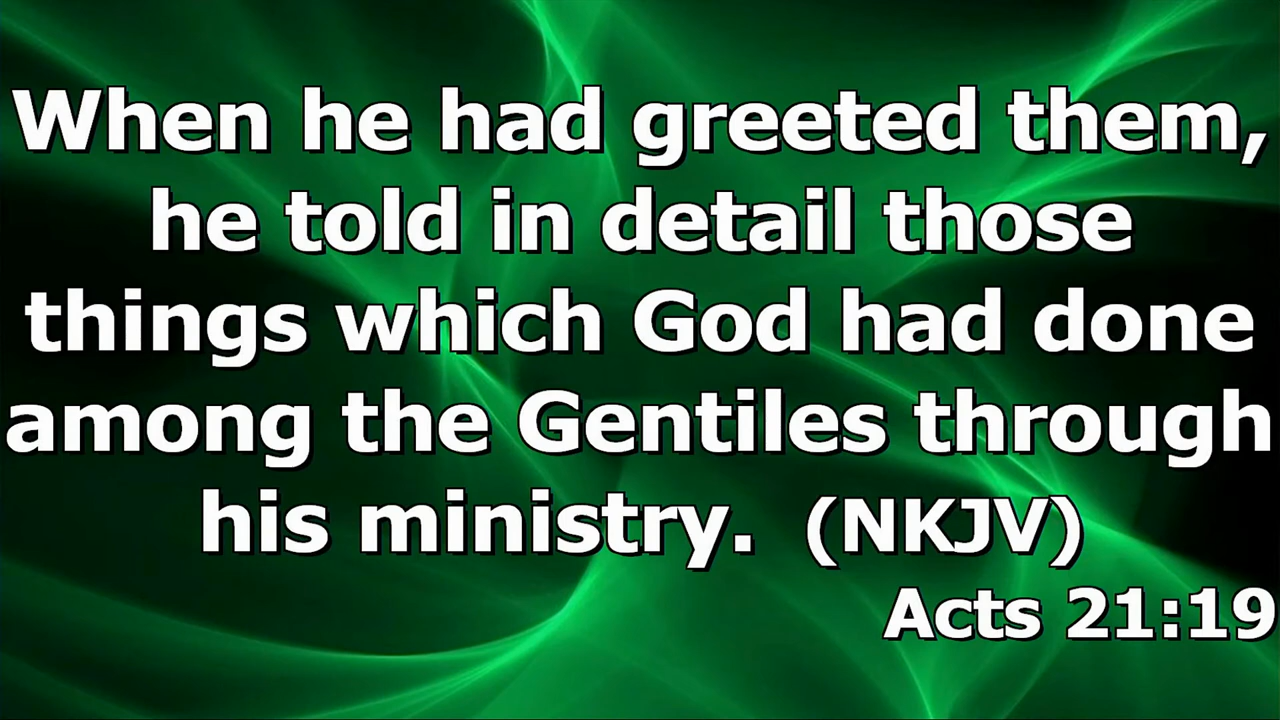 When he had greeted them,
he told in detail those
things which God had done
among the Gentiles through
his ministry.  (NKJV)
Acts 21:19